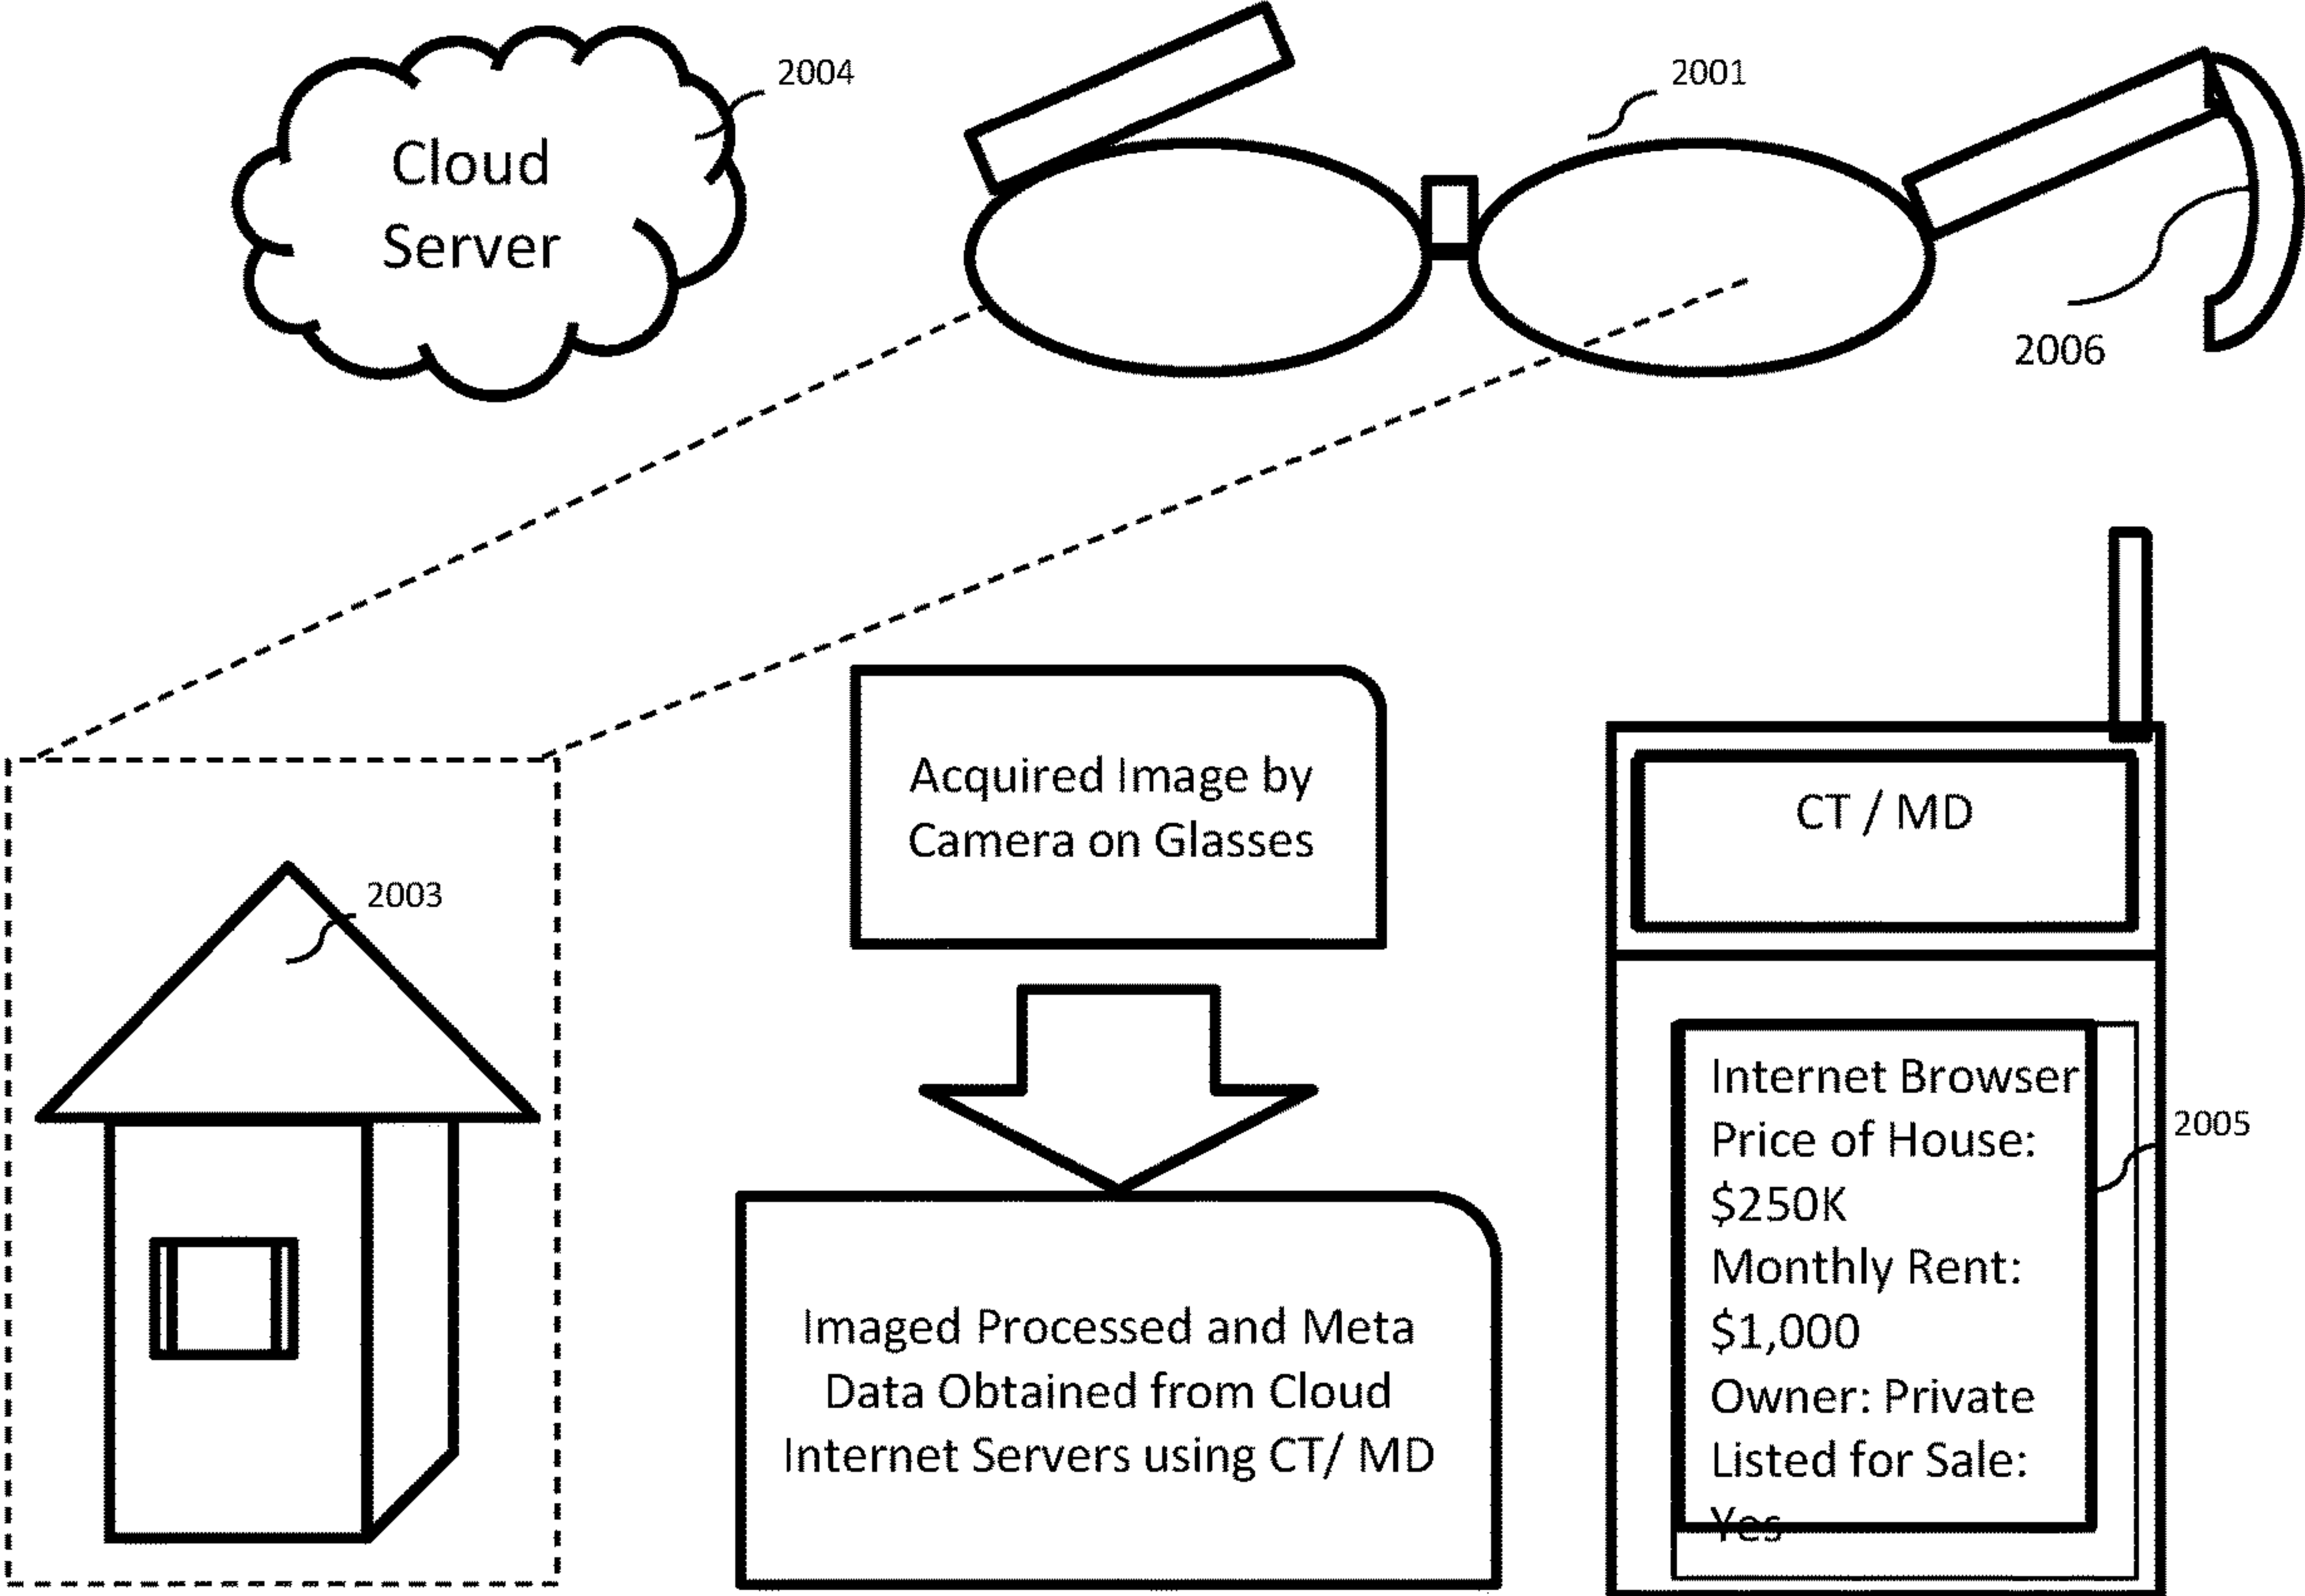 2004
2001
Cloud
Server
2006
Acquired Image by
Camera on Glasses
CT / MD
2003
Internet Browser
Price of House:
$250K
Monthly Rent:
$1,000
Owner: Private
Listed for Sale:
Yes
2005
Imaged Processed and Meta
Data Obtained from Cloud
Internet Servers using CT/ MD